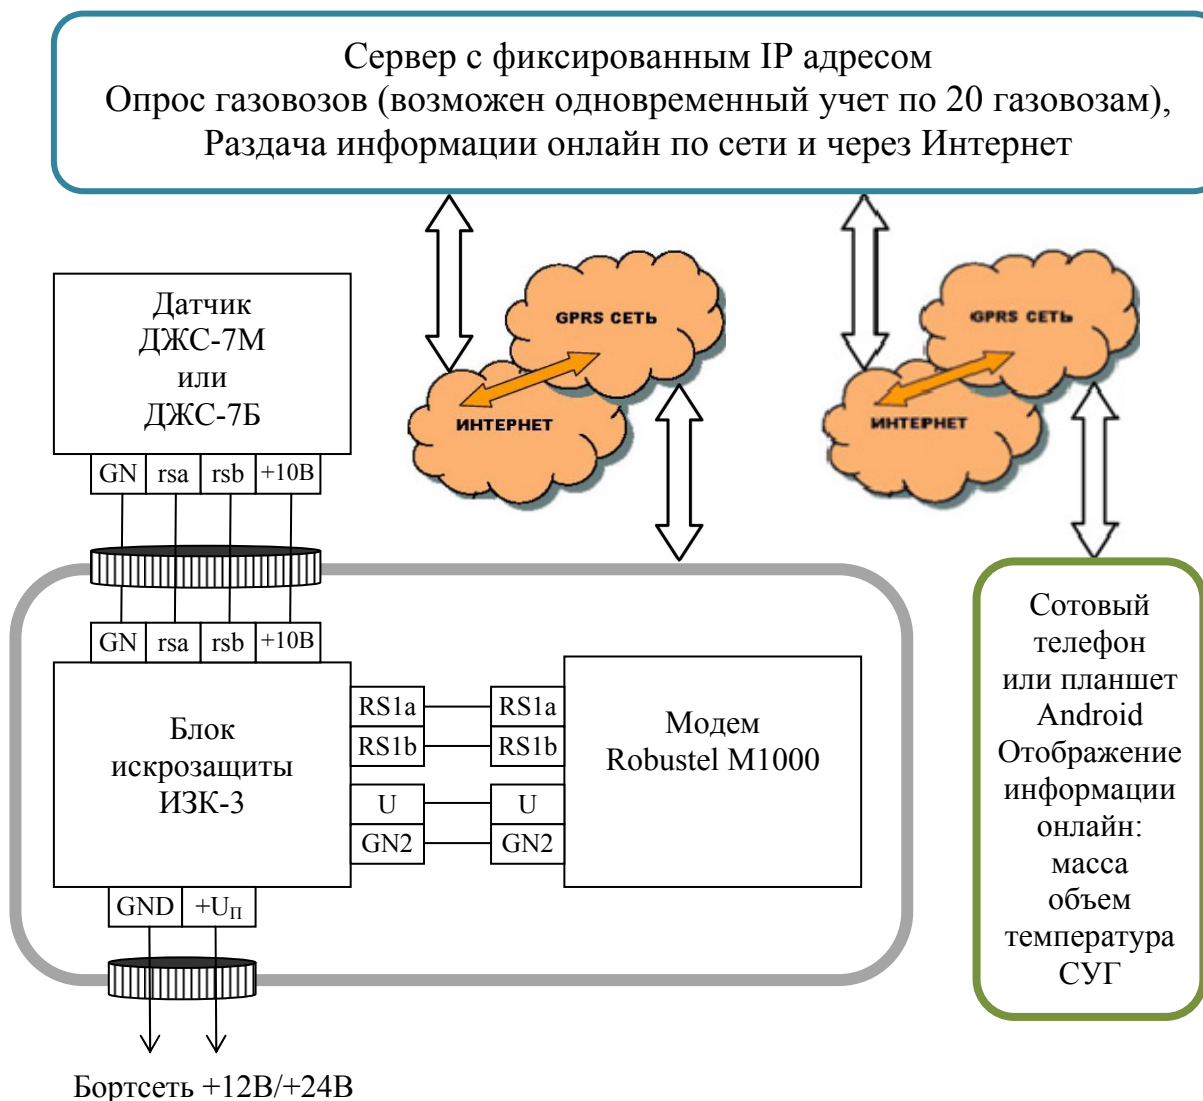 Сервер с фиксированным IP адресом
Опрос газовозов (возможен одновременный учет по 20 газовозам),
Раздача информации онлайн по сети и через Интернет
GPRS СЕТЬ
ИНТЕРНЕТ
GPRS СЕТЬ
ИНТЕРНЕТ
Датчик
ДЖС-7М
или
ДЖС-7Б
GN rsa rsb +10В
GN rsa rsb +10В
Блок
искрозащиты
ИЗК-3
RS1a
RS1b
U
GN2
RS1a
RS1b
U
GN2
Модем
Robustel M1000
GND +UП
Бортсеть +12В/+24В
Сотовый
телефон
или планшет
Android
Отображение
информации
онлайн:
масса
объем
температура
СУГ